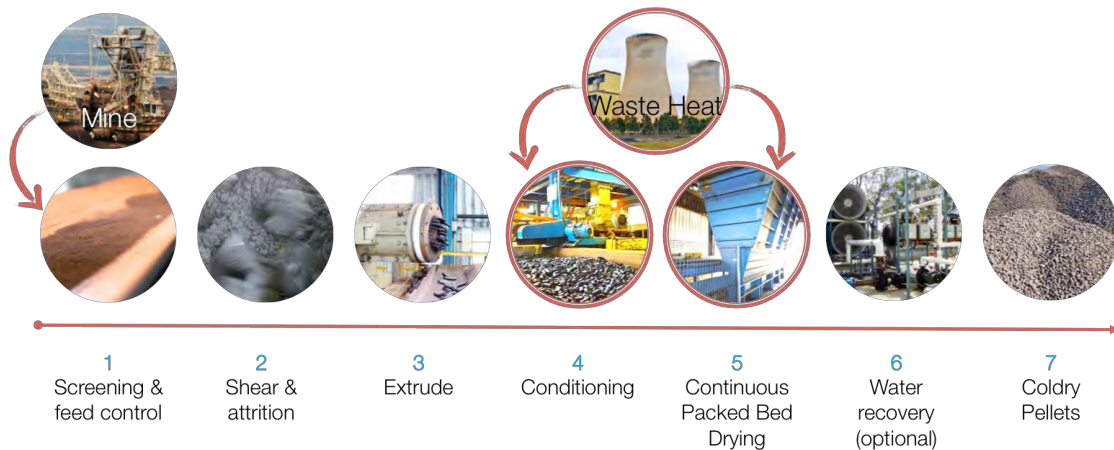 Mine
Waste Heat
1
Screening &
feed control
2
Shear &
attrition
3
Extrude
4
Conditioning
5
Continuous
Packed Bed
Drying
6
Water
recovery
(optional)
7
Coldry
Pellets